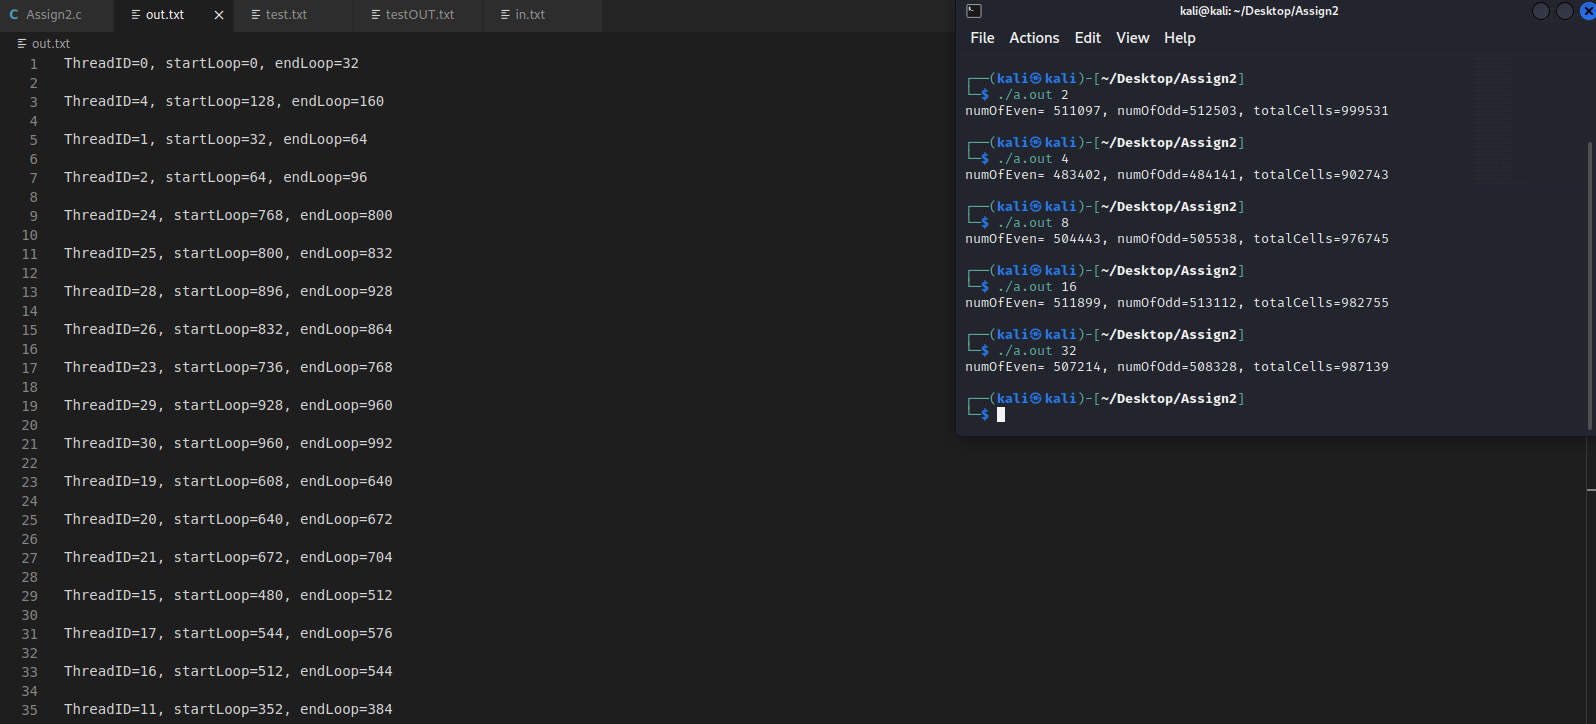 Assign2.c out.txt test.txt testOUT.txt in.txt
out.txt
1 ThreadID=0, startLoop=0, endLoop=32
2
3 ThreadID=4, startLoop=128, endLoop=160
4
5 ThreadID=1, startLoop=32, endLoop=64
6
7 ThreadID=2, startLoop=64, endLoop=96
8
9 ThreadID=24, startLoop=768, endLoop=800
10
11 ThreadID=25, startLoop=800, endLoop=832
12
13 ThreadID=28, startLoop=896, endLoop=928
14
15 ThreadID=26, startLoop=832, endLoop=864
16
17 ThreadID=23, startLoop=736, endLoop=768
18
19 ThreadID=29, startLoop=928, endLoop=960
20
21 ThreadID=30, startLoop=960, endLoop=992
22
23 ThreadID=19, startLoop=608, endLoop=640
24
25 ThreadID=20, startLoop=640, endLoop=672
26
27 ThreadID=21, startLoop=672, endLoop=704
28
29 ThreadID=15, startLoop=480, endLoop=512
30
31 ThreadID=17, startLoop=544, endLoop=576
32
33 ThreadID=16, startLoop=512, endLoop=544
34
35 ThreadID=11, startLoop=352, endLoop=384
kali@kali: ~/Desktop/Assign2
File Actions Edit View Help
┌──(kali㉿kali)-[~/Desktop/Assign2]
└─$ ./a.out 2
numOfEven= 511097, numOfOdd=512503, totalCells=999531
┌──(kali㉿kali)-[~/Desktop/Assign2]
└─$ ./a.out 4
numOfEven= 483402, numOfOdd=484141, totalCells=902743
┌──(kali㉿kali)-[~/Desktop/Assign2]
└─$ ./a.out 8
numOfEven= 504443, numOfOdd=505538, totalCells=976745
┌──(kali㉿kali)-[~/Desktop/Assign2]
└─$ ./a.out 16
numOfEven= 511899, numOfOdd=513112, totalCells=982755
┌──(kali㉿kali)-[~/Desktop/Assign2]
└─$ ./a.out 32
numOfEven= 507214, numOfOdd=508328, totalCells=987139
┌──(kali㉿kali)-[~/Desktop/Assign2]
└─$